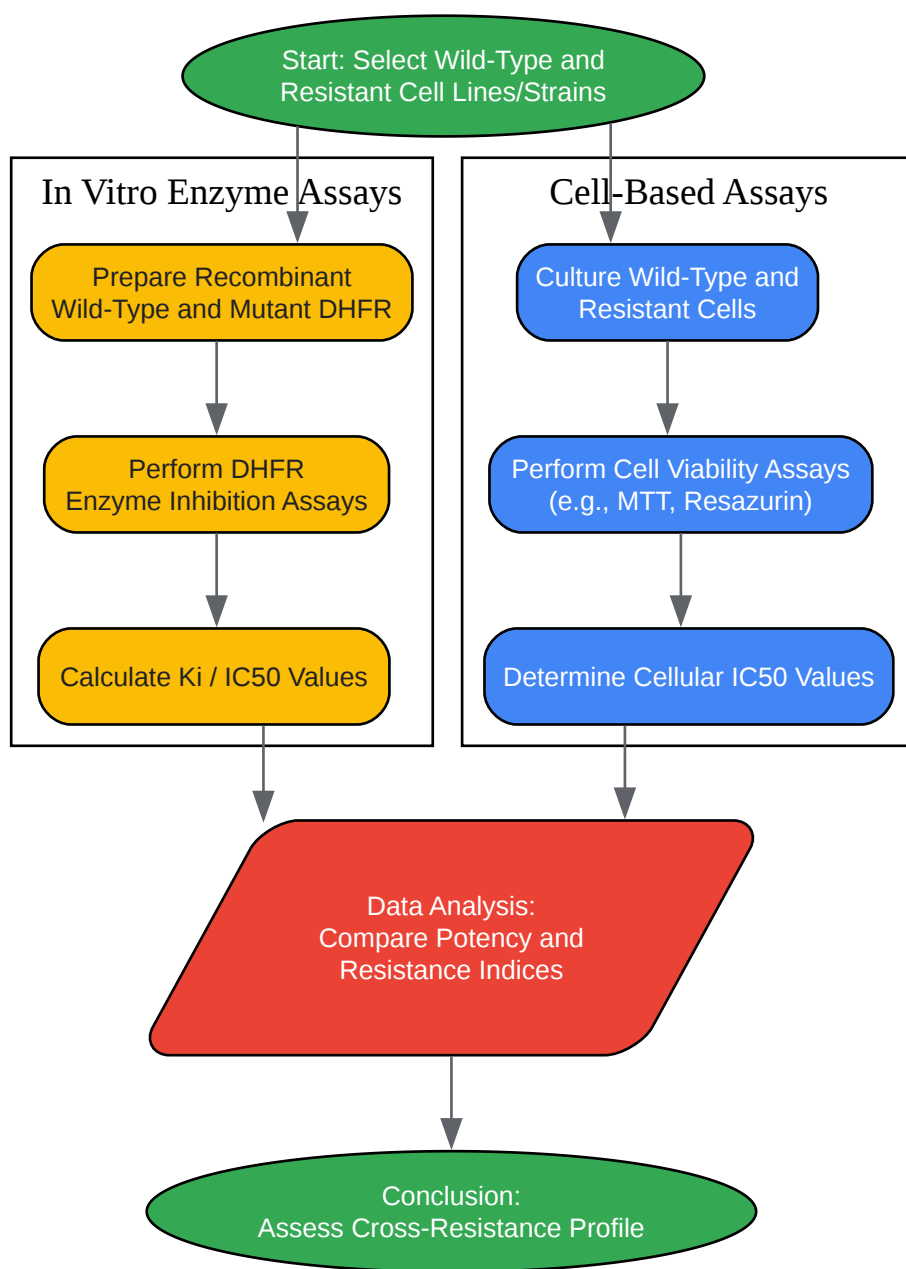 Start: Select Wild-Type and
Resistant Cell Lines/Strains
In Vitro Enzyme Assays
Prepare Recombinant
Wild-Type and Mutant DHFR
Perform DHFR
Enzyme Inhibition Assays
Calculate Ki / IC50 Values
Cell-Based Assays
Culture Wild-Type and
Resistant Cells
Perform Cell Viability Assays
(e.g., MTT, Resazurin)
Determine Cellular IC50 Values
Data Analysis:
Compare Potency and
Resistance Indices
Conclusion:
Assess Cross-Resistance Profile